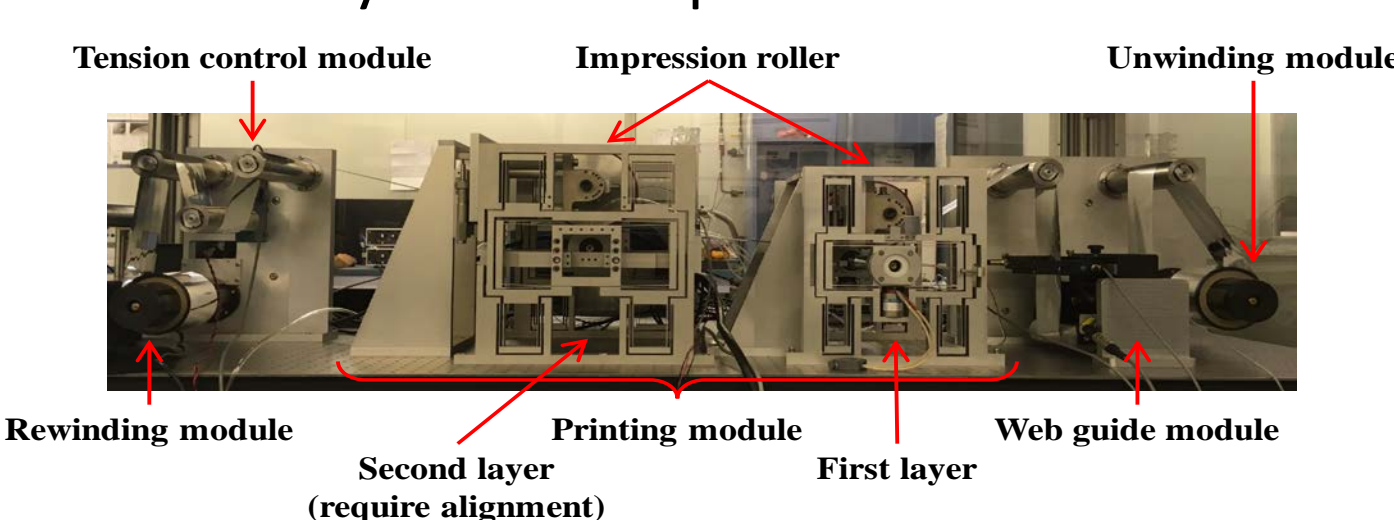 Tension control module
Impression roller
Unwinding module
Rewinding module
Printing module
Web guide module
Second layer
(require alignment)
First layer